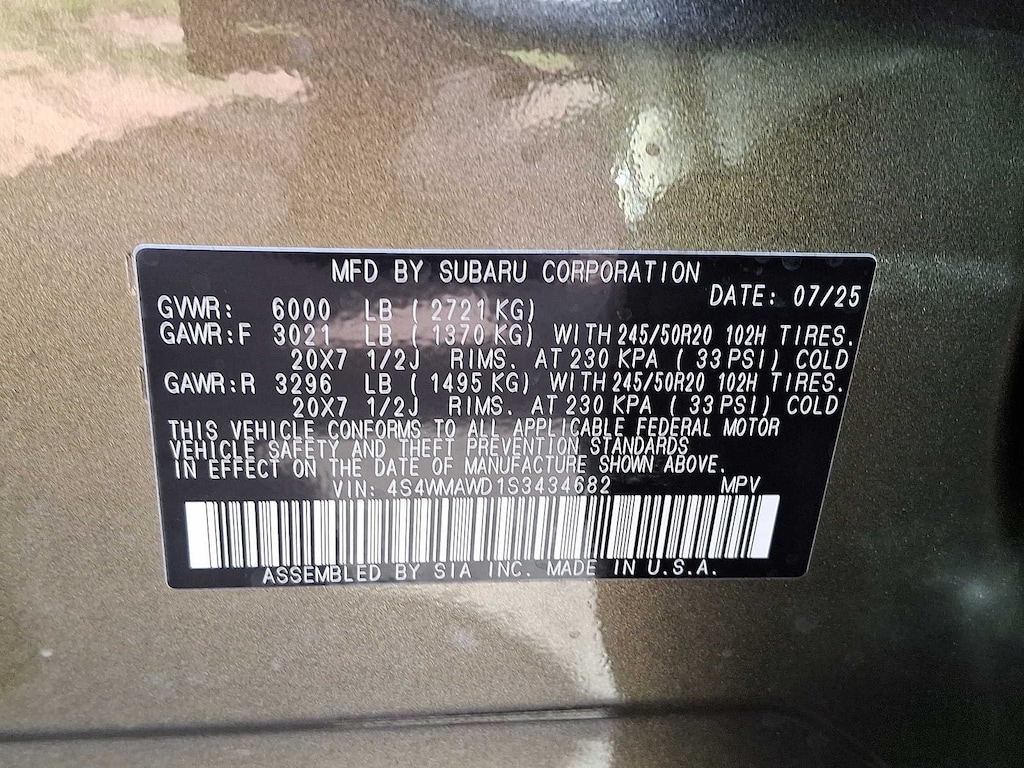 MFD BY SUBARU CORPORATION
DATE: 07/25
GVWR: 6000 LB ( 2721 KG)
GAWR:F 3021 LB ( 1370 KG) WITH 245/50R20 102H TIRES.
20X7 1/2J RIMS. AT 230 KPA ( 33 PSI) COLD
GAWR:R 3296 LB ( 1495 KG) WITH 245/50R20 102H TIRES.
20X7 1/2J RIMS. AT 230 KPA ( 33 PSI) COLD
THIS VEHICLE CONFORMS TO ALL APPLICABLE FEDERAL MOTOR
VEHICLE SAFETY AND THEFT PREVENTION STANDARDS
IN EFFECT ON THE DATE OF MANUFACTURE SHOWN ABOVE.
VIN: 4S4WMAWD1S3434682 MPV
ASSEMBLED BY SIA INC. MADE IN U.S.A.